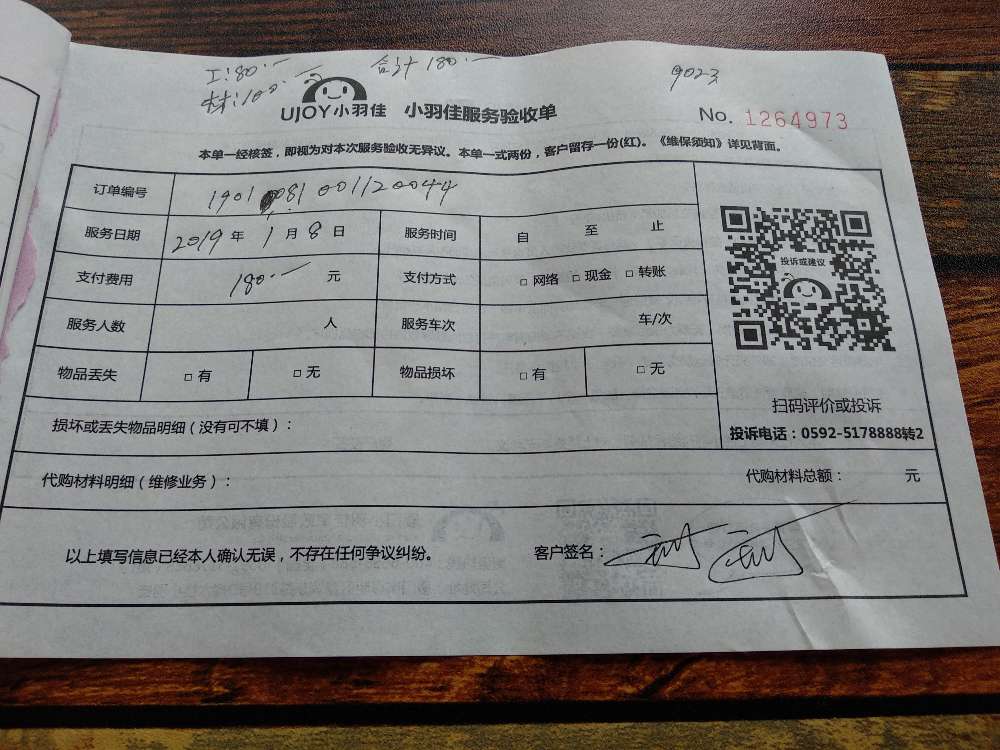 工:80.一 合计 180.一 9023
材:100.一
UJOY小羽佳 小羽佳服务验收单 No. 1264973
本单一经核签，即视为对本次服务验收无异议。本单一式两份，客户留存一份(红)。《维保须知》详见背面。
订单编号 1901081001120044
服务日期 2019 年 1 月 8 日 服务时间 自 至 止
投诉或建议
支付费用 180.一 元 支付方式 □ 网络 □ 现金 □ 转账
服务人数 人 服务车次 车/次
物品丢失 □ 有 □ 无 物品损坏 □ 有 □ 无
扫码评价或投诉
损坏或丢失物品明细（没有可不填）：
投诉电话：0592-5178888转2
代购材料明细（维修业务）： 代购材料总额： 元
以上填写信息已经本人确认无误，不存在任何争议纠纷。 客户签名：